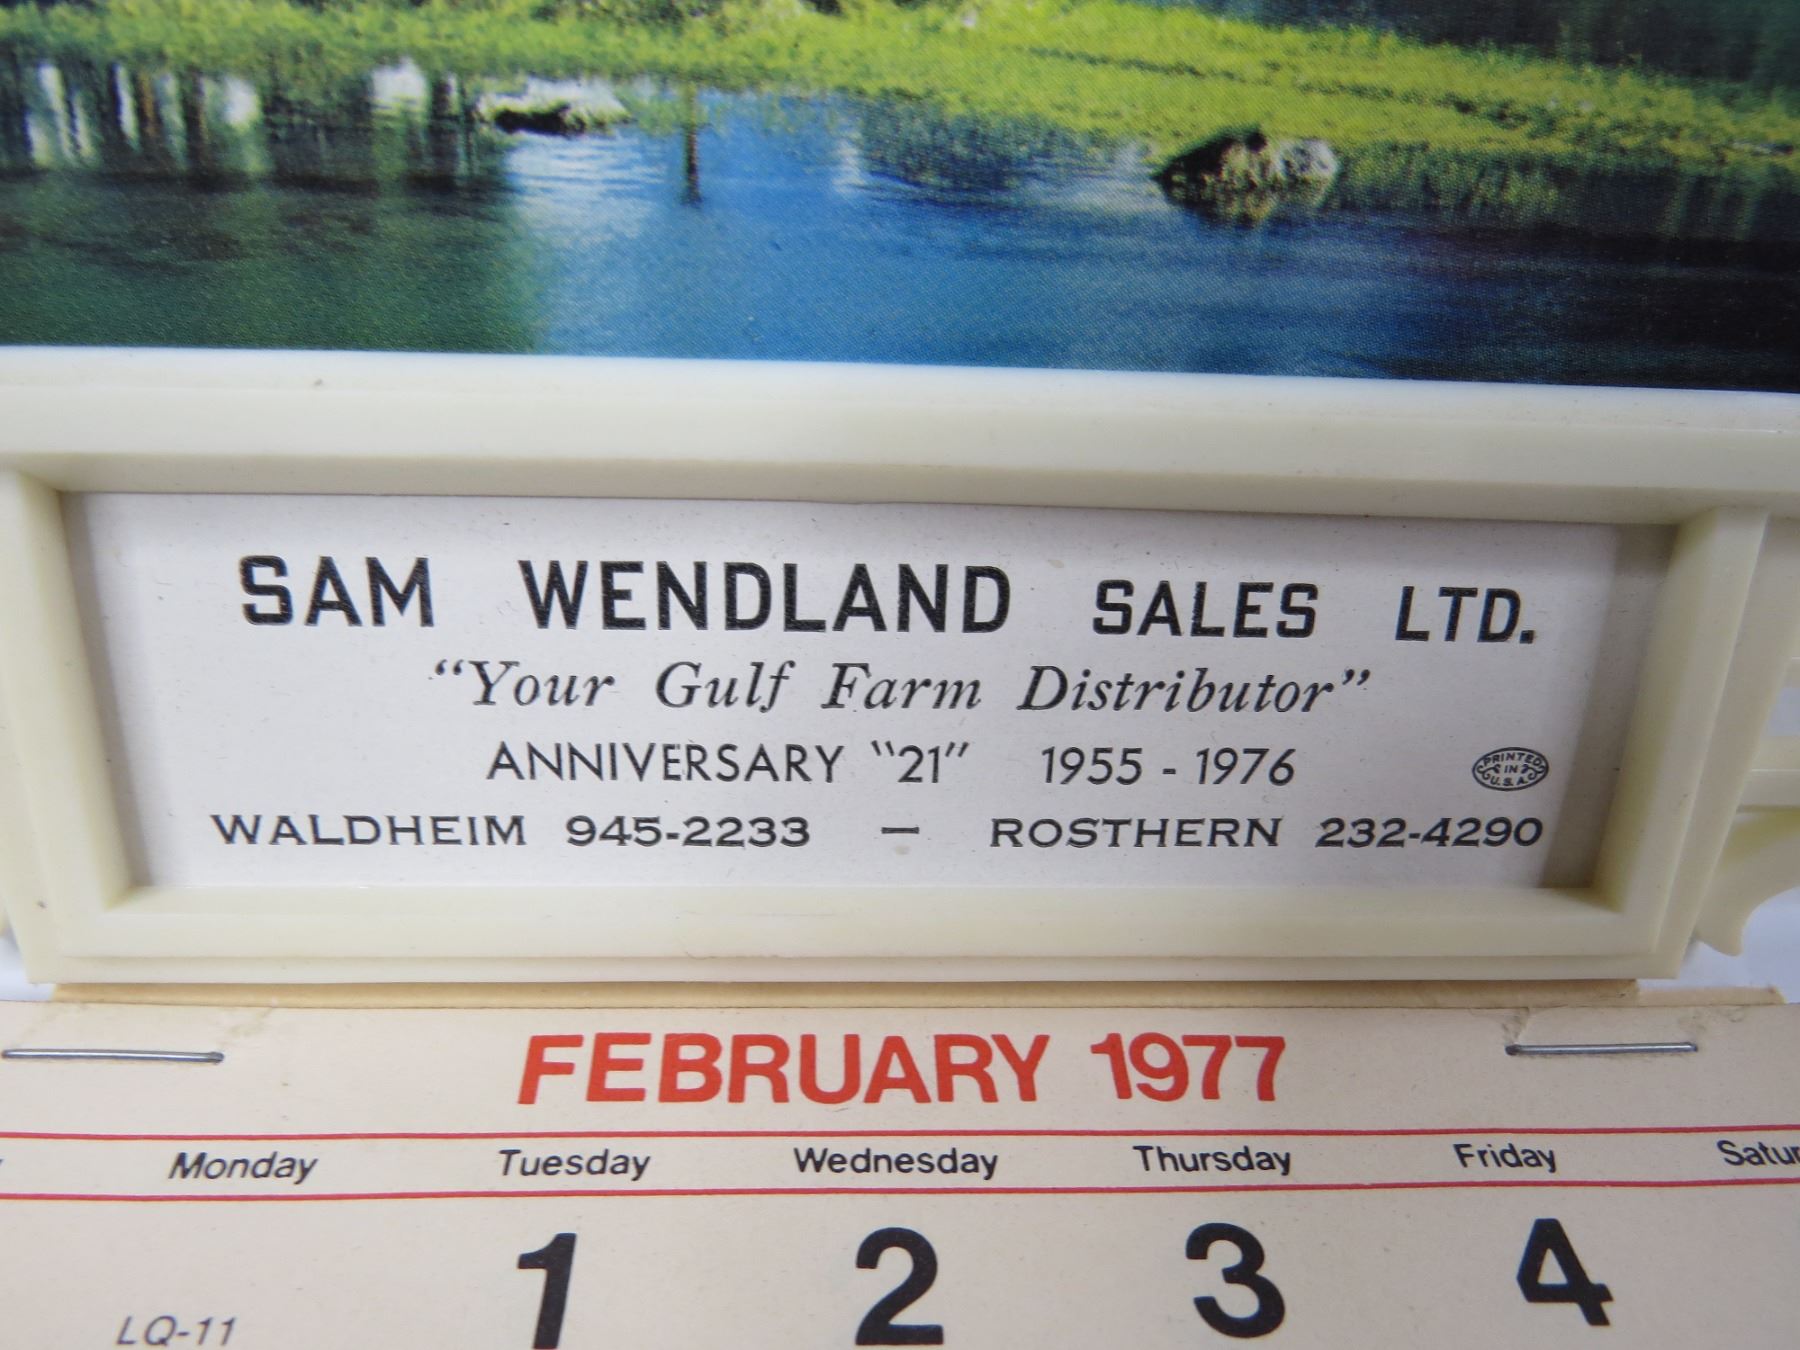 SAM WENDLAND SALES LTD.
"Your Gulf Farm Distributor"
ANNIVERSARY "21" 1955 - 1976
PRINTED IN U.S.A.
WALDHEIM 945-2233 — ROSTHERN 232-4290
FEBRUARY 1977
Monday Tuesday Wednesday Thursday Friday Satur
1 2 3 4
LQ-11